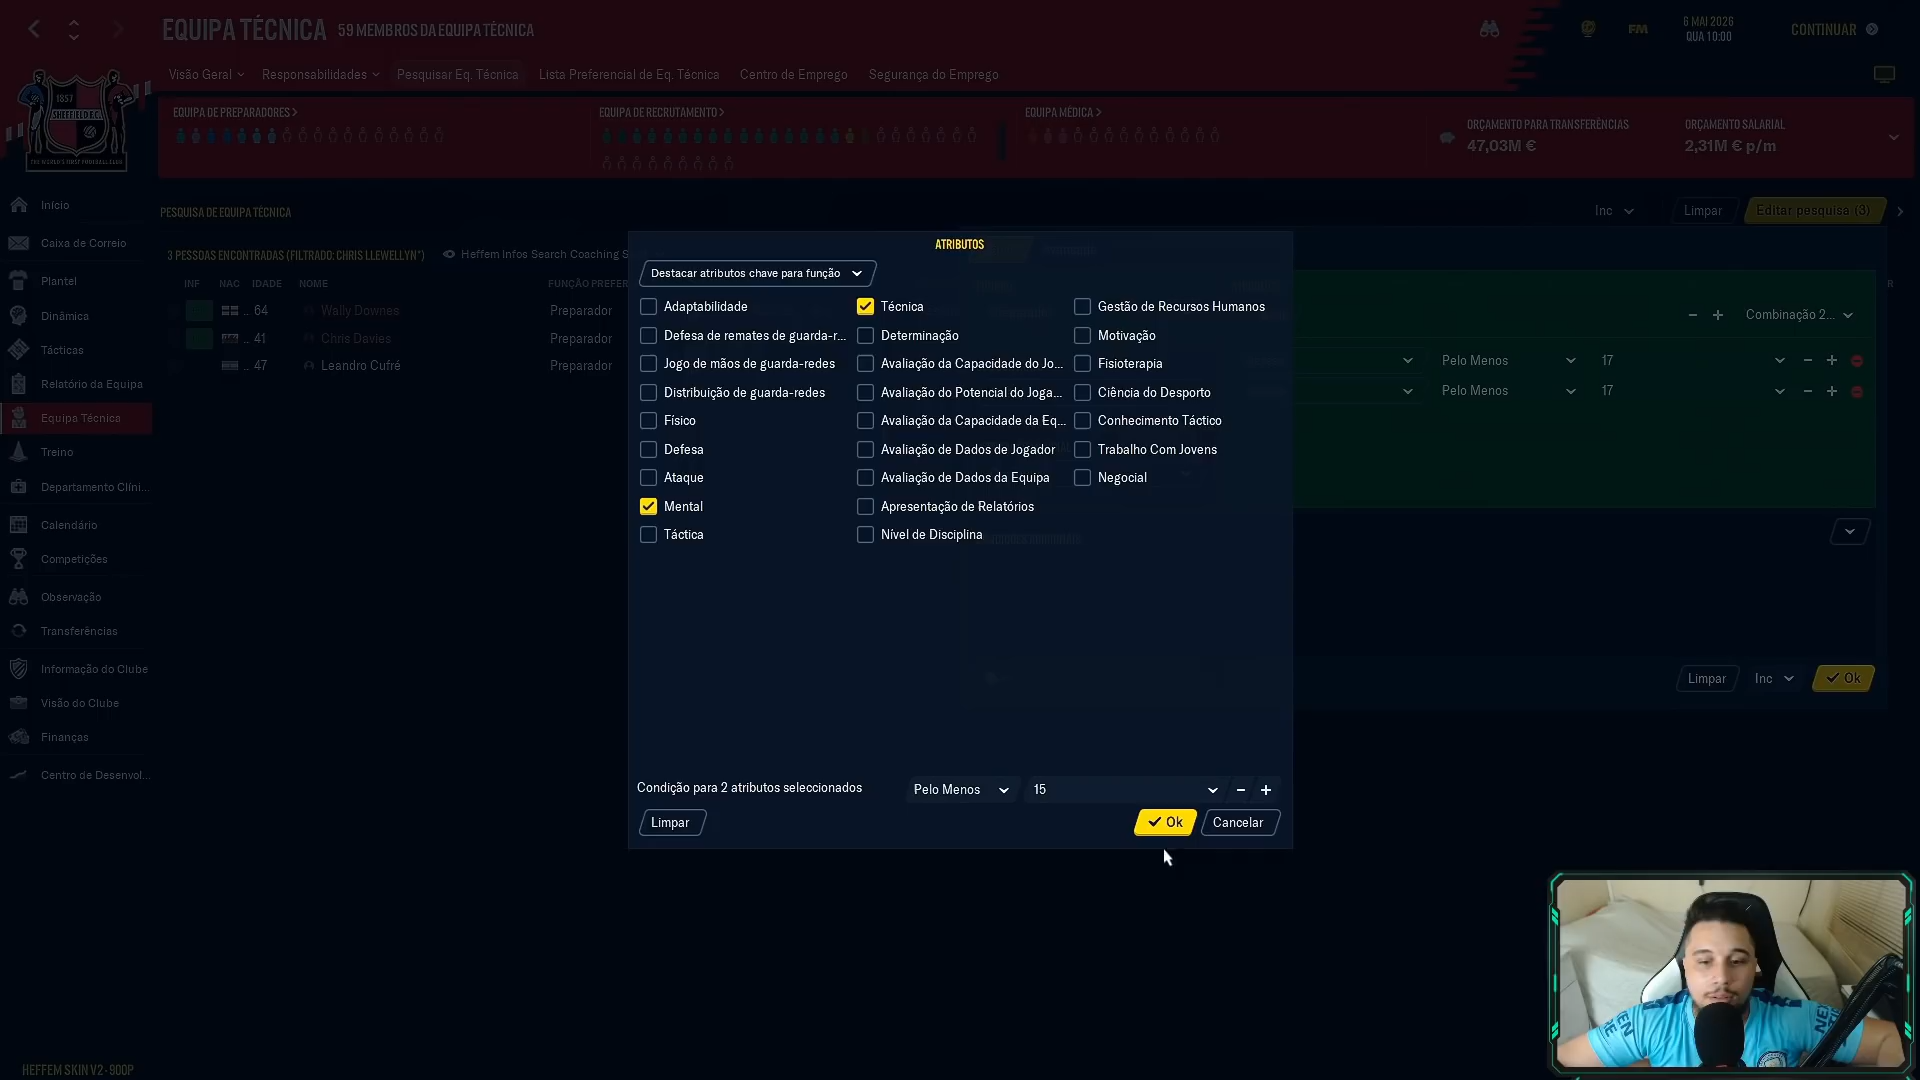 EQUIPA TÉCNICA
59 MEMBROS DA EQUIPA TÉCNICA
FM
6 MAI 2026
QUA 10:00
CONTINUAR
Visão Geral
Responsabilidades
Pesquisar Eq. Técnica
Lista Preferencial de Eq. Técnica
Centro de Emprego
Segurança do Emprego
1857
SHEFFIELD F.C.
THE WORLD'S FIRST FOOTBALL CLUB
EQUIPA DE PREPARADORES
EQUIPA DE RECRUTAMENTO
EQUIPA MÉDICA
ORÇAMENTO PARA TRANSFERÊNCIAS
47,03M €
ORÇAMENTO SALARIAL
2,31M € p/m
Início
Caixa de Correio
Plantel
Dinâmica
Tácticas
Relatório da Equipa
Equipa Técnica
Treino
Departamento Clíni...
Calendário
Competições
Observação
Transferências
Informação do Clube
Visão do Clube
Finanças
Centro de Desenvol...
HEFFEM SKIN V2 - 900P
PESQUISA DE EQUIPA TÉCNICA
Inc
Limpar
Editar pesquisa (3)
3 PESSOAS ENCONTRADAS (FILTRADO: CHRIS LLEWELLYN*)
Heffem Infos Search Coaching S
INF NAC IDADE NOME FUNÇÃO PREFER
.. 64 Wally Downes Preparador
.. 41 Chris Davies Preparador
.. 47 Leandro Cufré Preparador
ATRIBUTOS
Destacar atributos chave para função
Adaptabilidade
Defesa de remates de guarda-r...
Jogo de mãos de guarda-redes
Distribuição de guarda-redes
Físico
Defesa
Ataque
Mental
Táctica
Técnica
Determinação
Avaliação da Capacidade do Jo...
Avaliação do Potencial do Joga...
Avaliação da Capacidade da Eq...
Avaliação de Dados de Jogador
Avaliação de Dados da Equipa
Apresentação de Relatórios
Nível de Disciplina
Gestão de Recursos Humanos
Motivação
Fisioterapia
Ciência do Desporto
Conhecimento Táctico
Trabalho Com Jovens
Negocial
Condição para 2 atributos seleccionados
Pelo Menos
15
Limpar
Ok
Cancelar
Combinação 2...
Pelo Menos 17
Pelo Menos 17
Limpar
Inc
Ok